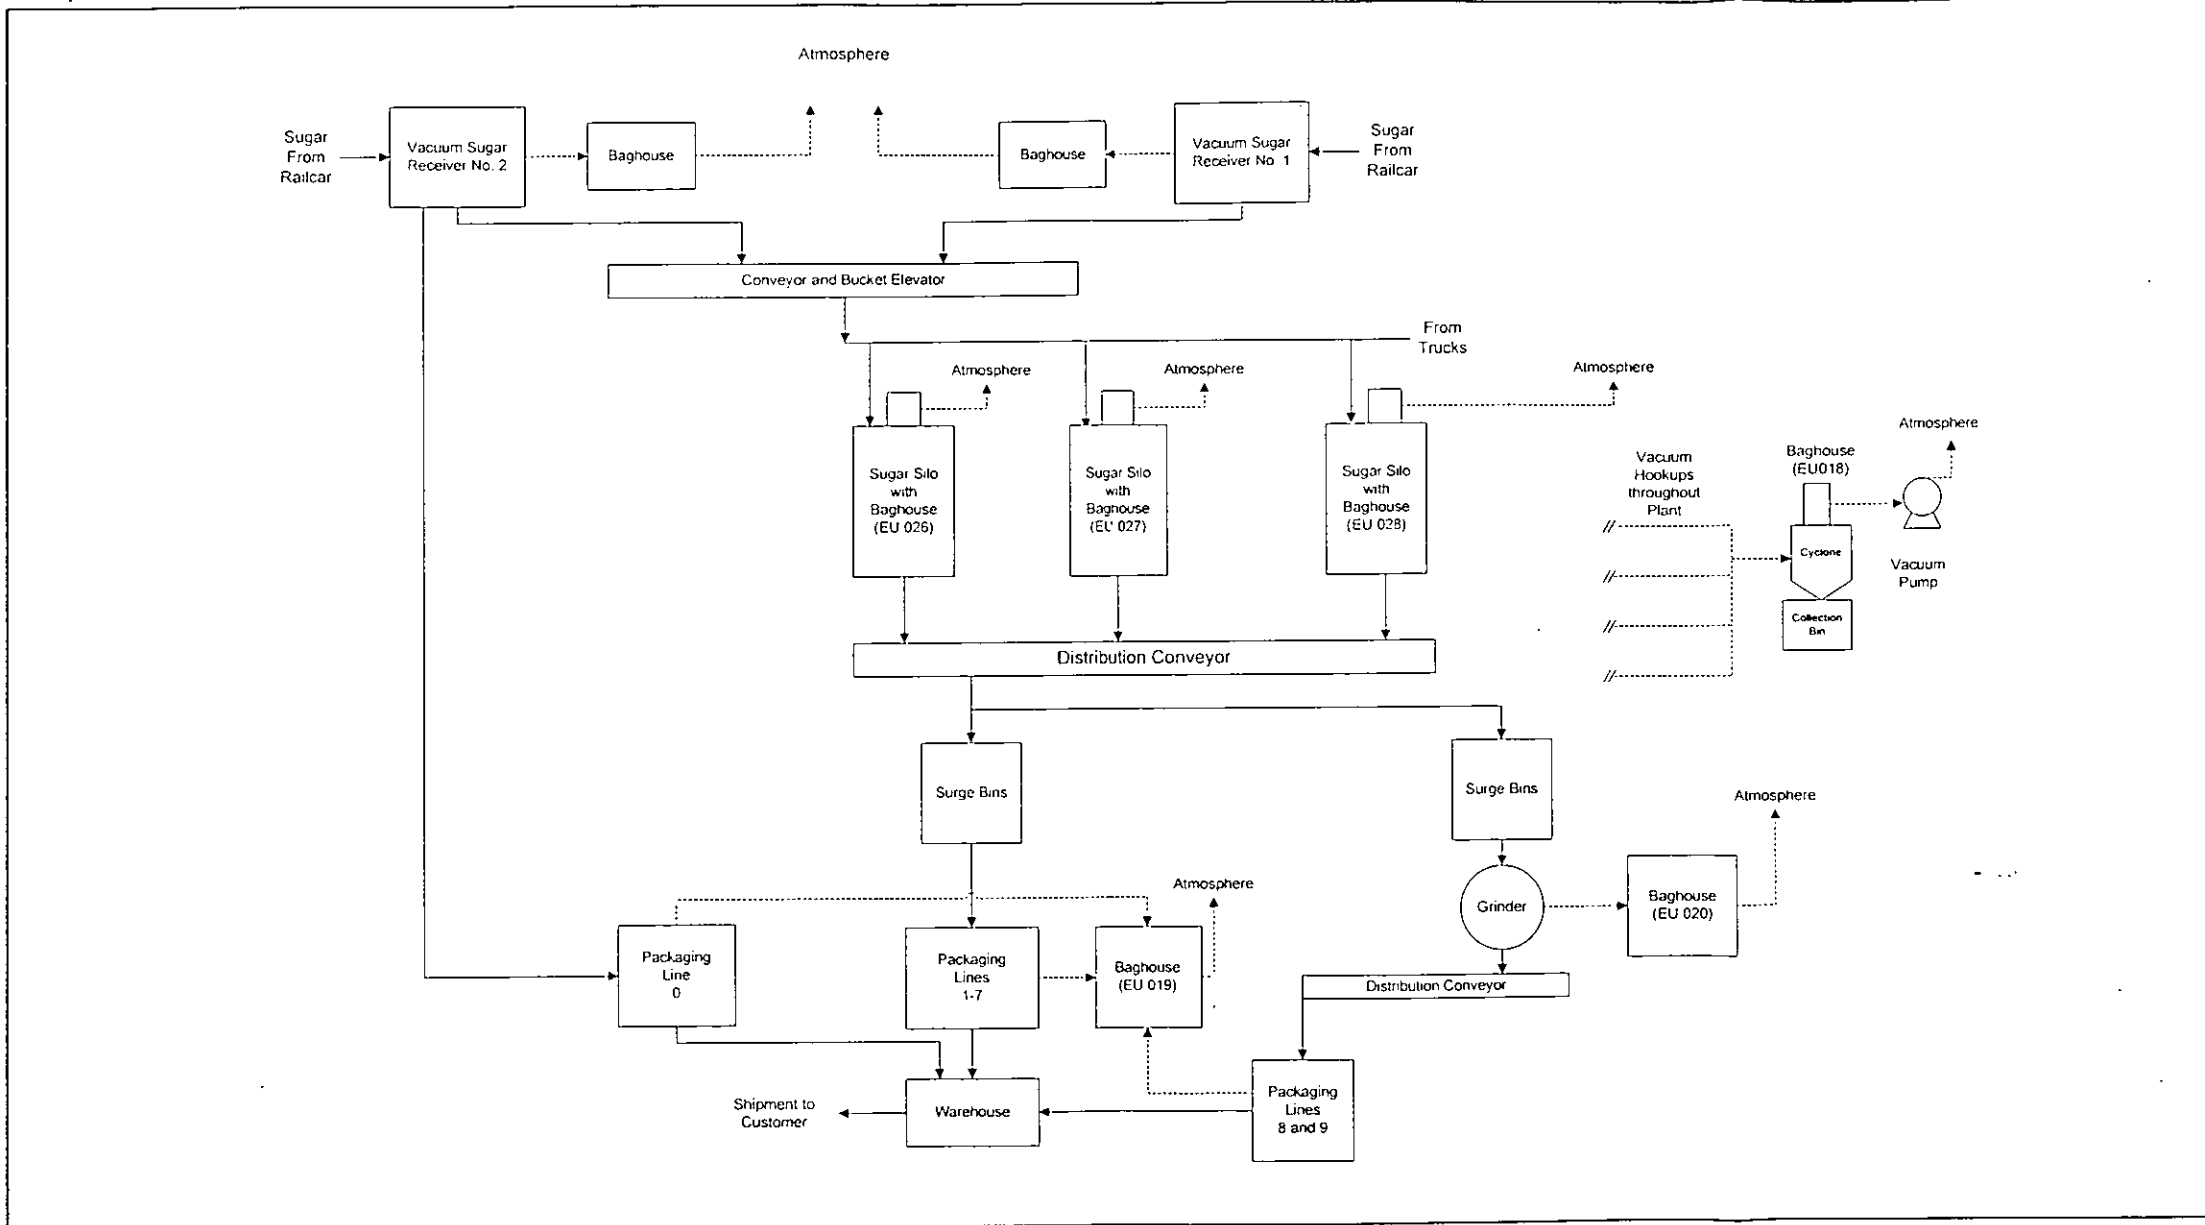 Atmosphere
Sugar
From
Railcar
Vacuum Sugar
Receiver No. 2
Baghouse
Baghouse
Vacuum Sugar
Receiver No. 1
Sugar
From
Railcar
Conveyor and Bucket Elevator
From
Trucks
Atmosphere
Atmosphere
Atmosphere
Sugar Silo
with
Baghouse
(EU 026)
Sugar Silo
with
Baghouse
(EU 027)
Sugar Silo
with
Baghouse
(EU 028)
Vacuum
Hookups
throughout
Plant
Baghouse
(EU018)
Atmosphere
Cyclone
Vacuum
Pump
Collection
Bin
Distribution Conveyor
Surge Bins
Surge Bins
Atmosphere
Grinder
Baghouse
(EU 020)
Atmosphere
Packaging
Line
0
Packaging
Lines
1-7
Baghouse
(EU 019)
Distribution Conveyor
Packaging
Lines
8 and 9
Warehouse
Shipment to
Customer